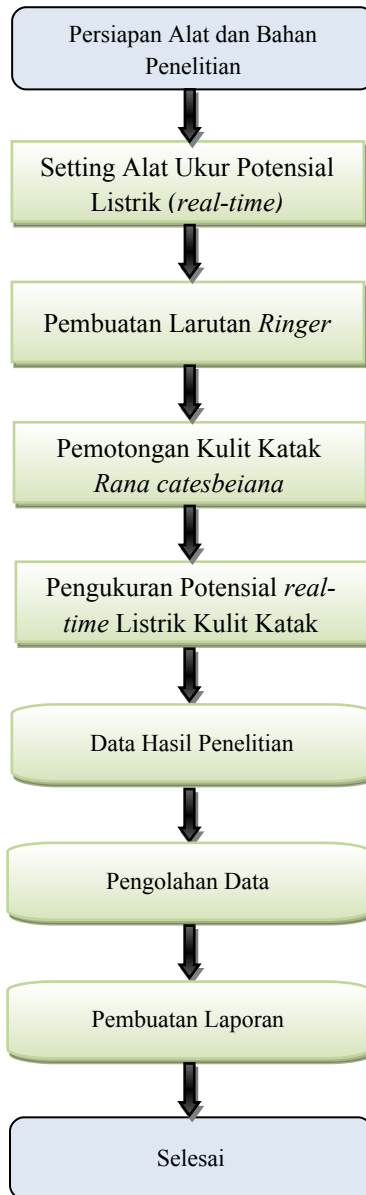 Persiapan Alat dan Bahan
Penelitian
Setting Alat Ukur Potensial
Listrik (real-time)
Pembuatan Larutan Ringer
Pemotongan Kulit Katak
Rana catesbeiana
Pengukuran Potensial real-
time Listrik Kulit Katak
Data Hasil Penelitian
Pengolahan Data
Pembuatan Laporan
Selesai